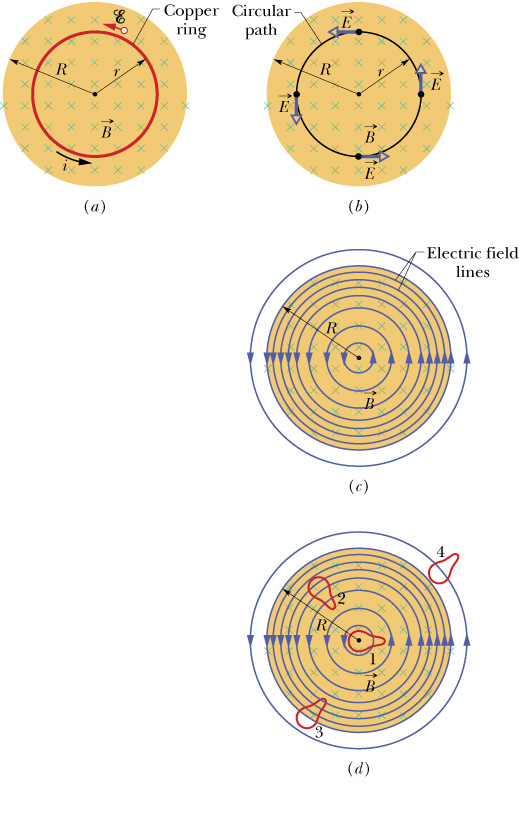 Copper
ring
ℰ
R
r
B
i
(a)
Circular
path
E
R
r
E
E
B
E
(b)
Electric field
lines
R
B
(c)
4
2
R
1
B
3
(d)